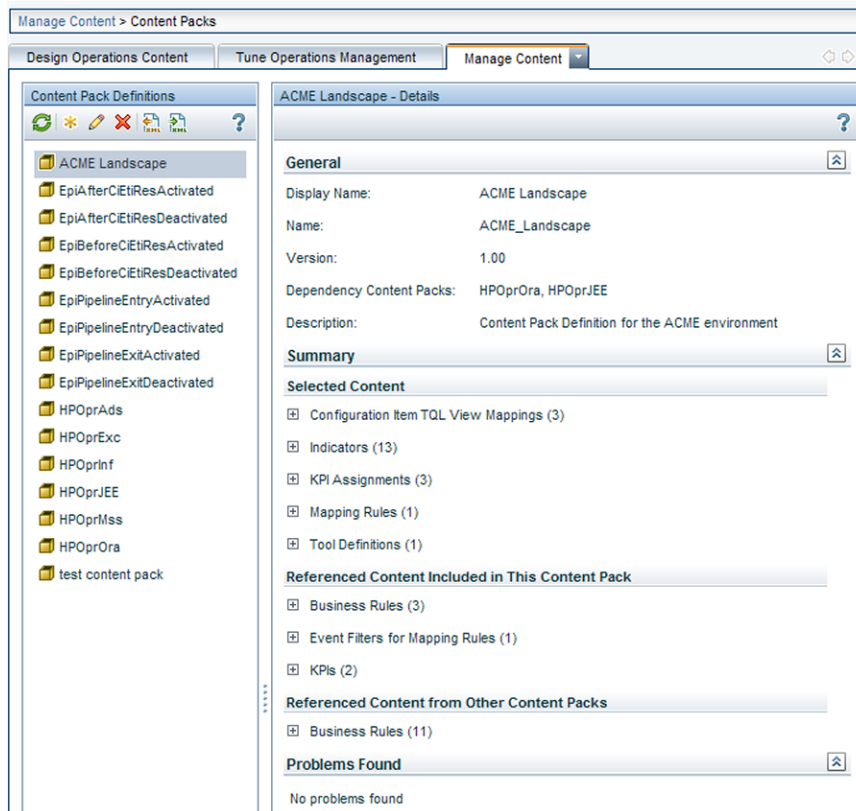 Manage Content > Content Packs
Design Operations Content
Tune Operations Management
Manage Content
Content Pack Definitions
XML
XML
?
ACME Landscape
EpiAfterCiEtiResActivated
EpiAfterCiEtiResDeactivated
EpiBeforeCiEtiResActivated
EpiBeforeCiEtiResDeactivated
EpiPipelineEntryActivated
EpiPipelineEntryDeactivated
EpiPipelineExitActivated
EpiPipelineExitDeactivated
HPOprAds
HPOprExc
HPOprInf
HPOprJEE
HPOprMss
HPOprOra
test content pack
ACME Landscape - Details
?
General
Display Name: ACME Landscape
Name: ACME_Landscape
Version: 1.00
Dependency Content Packs: HPOprOra, HPOprJEE
Description: Content Pack Definition for the ACME environment
Summary
Selected Content
Configuration Item TQL View Mappings (3)
Indicators (13)
KPI Assignments (3)
Mapping Rules (1)
Tool Definitions (1)
Referenced Content Included in This Content Pack
Business Rules (3)
Event Filters for Mapping Rules (1)
KPIs (2)
Referenced Content from Other Content Packs
Business Rules (11)
Problems Found
No problems found